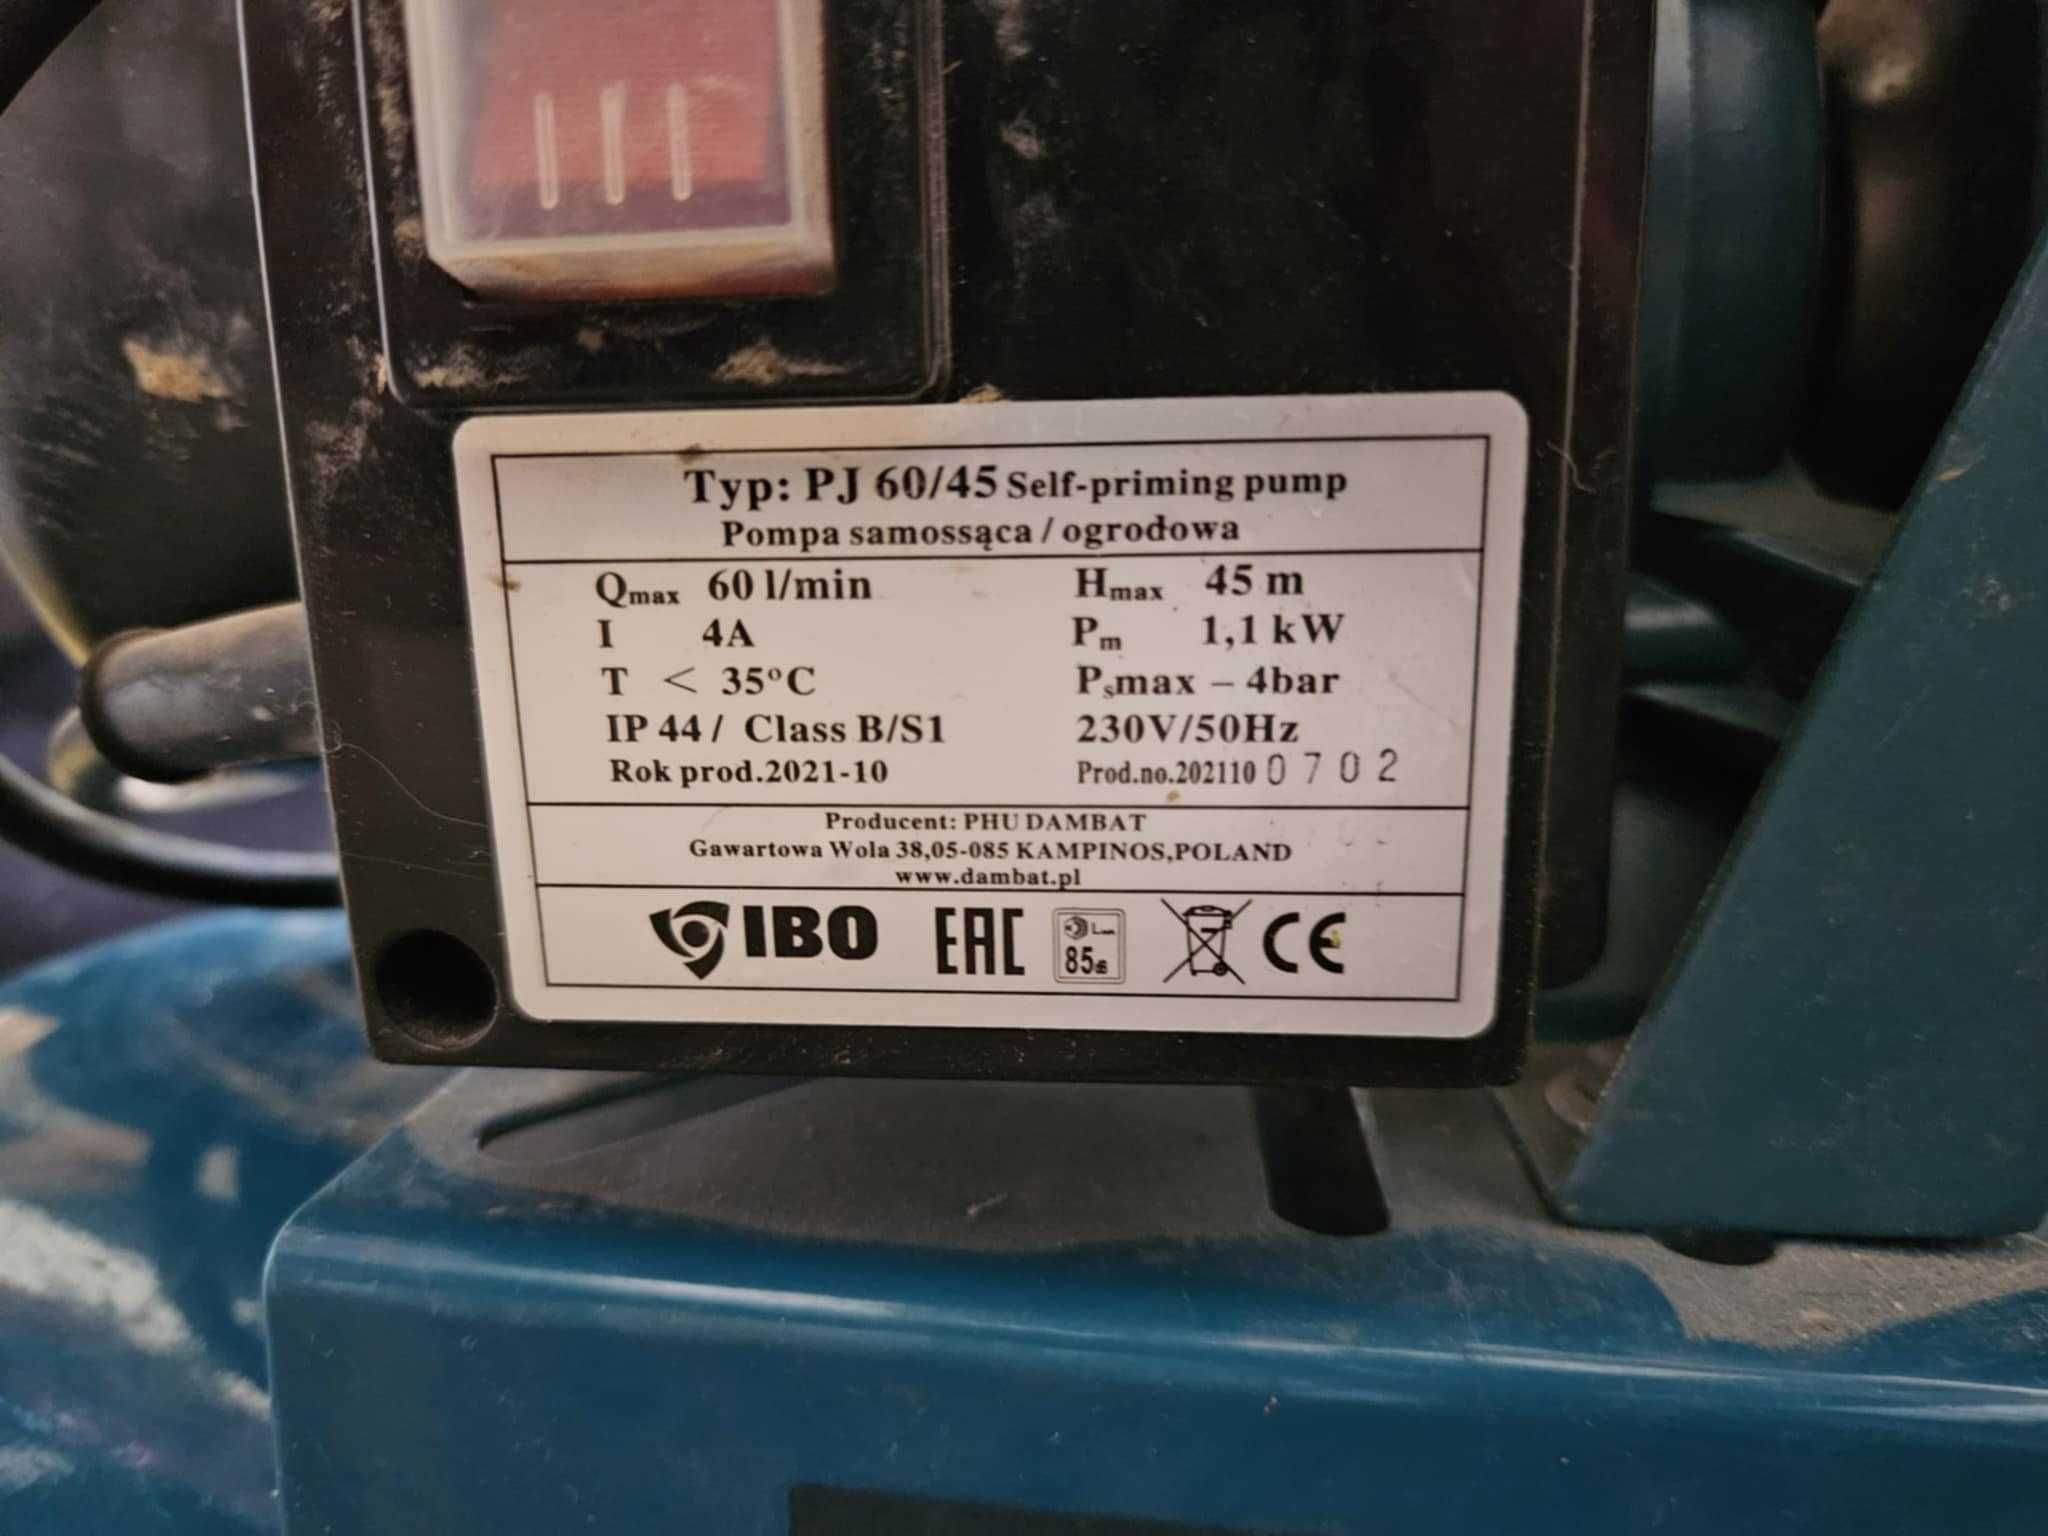 Typ: PJ 60/45 Self-priming pump
Pompa samossąca / ogrodowa
Qmax 60 l/min Hmax 45 m
I 4A Pm 1,1 kW
T < 35°C Psmax – 4bar
IP 44 / Class B/S1 230V/50Hz
Rok prod.2021-10 Prod.no.202110 0702
Producent: PHU DAMBAT
Gawartowa Wola 38,05-085 KAMPINOS,POLAND
www.dambat.pl
IBO EAC 85dB CE